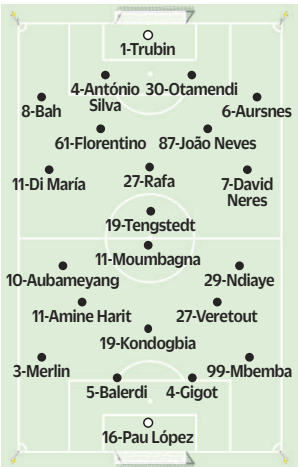 1-Trubin
4-António
Silva
30-Otamendi
8-Bah
6-Aursnes
61-Florentino
87-João Neves
11-Di María
27-Rafa
7-David
Neres
19-Tengstedt
11-Moumbagna
10-Aubameyang
29-Ndiaye
11-Amine Harit
27-Veretout
19-Kondogbia
3-Merlin
99-Mbemba
5-Balerdi
4-Gigot
16-Pau López